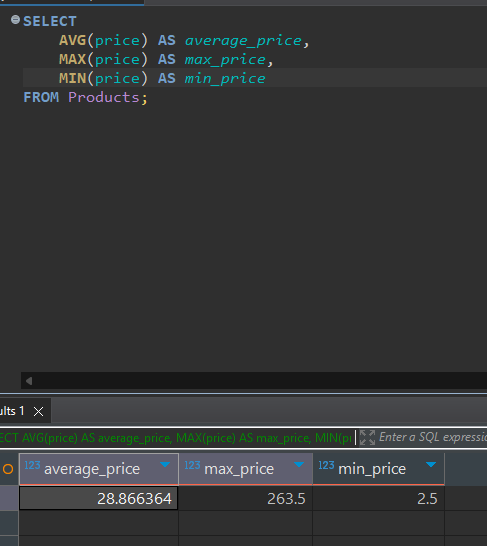 SELECT
AVG(price) AS average_price,
MAX(price) AS max_price,
MIN(price) AS min_price
FROM Products;
ults 1
ECT AVG(price) AS average_price, MAX(price) AS max_price, MIN(pi
Enter a SQL expressio
123 average_price 123 max_price 123 min_price
28.866364 263.5 2.5